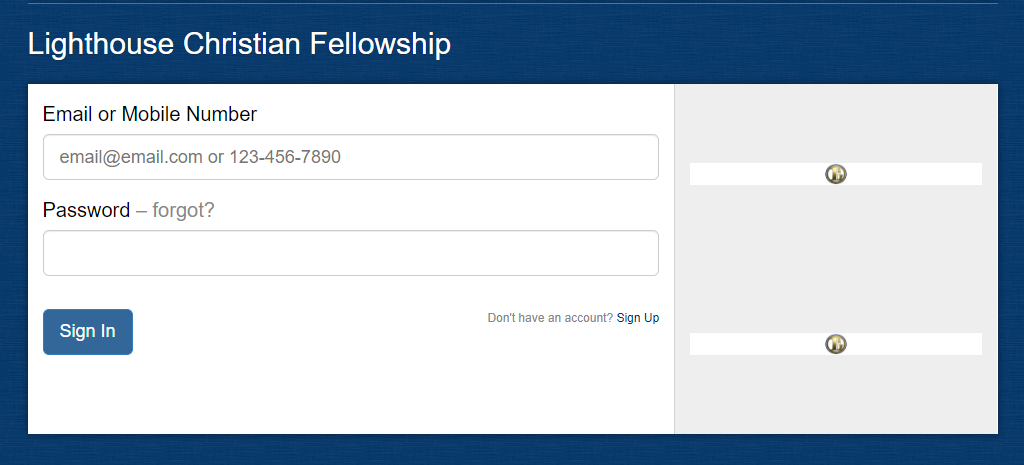 Lighthouse Christian Fellowship
Email or Mobile Number
email@email.com or 123-456-7890
Password – forgot?
Sign In
Don't have an account? Sign Up